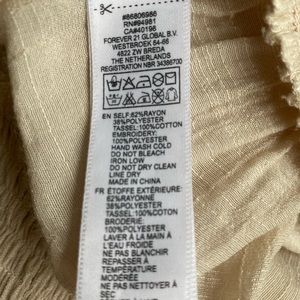 #86806986
RN#94981
CA#40196
FOREVER 21 GLOBAL B.V.
WESTBROEK 64-66
4822 ZW BREDA
THE NETHERLANDS
REGISTRATION NBR 34386700
EN SELF:62%RAYON
38%POLYESTER
TASSEL:100%COTTON
EMBROIDERY:
100%POLYESTER
HAND WASH COLD
DO NOT BLEACH
IRON LOW
DO NOT DRY CLEAN
LINE DRY
MADE IN CHINA
FR ÉTOFFE EXTÉRIEURE:
62%RAYONNE
38%POLYESTER
TASSEL:100%COTTON
BRODERIE:
100%POLYESTER
LAVER À LA MAIN À
L'EAU FROIDE
NE PAS BLANCHIR
REPASSER À
TEMPÉRATURE
MODÉRÉE
NE PAS NETTOYER À
SEC